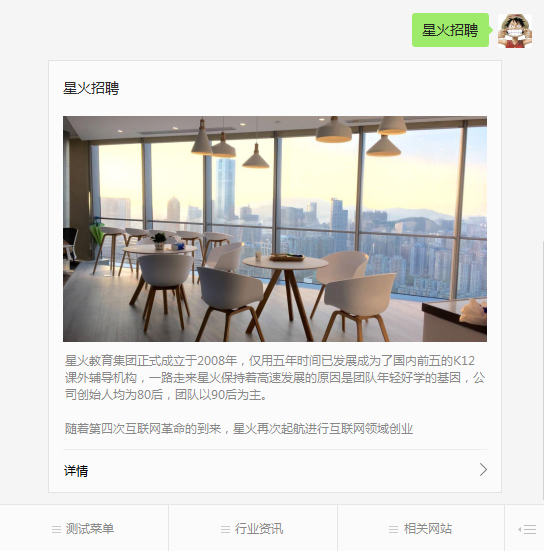 星火招聘
星火招聘
星火教育集团正式成立于2008年，仅用五年时间已发展成为了国内前五的K12
课外辅导机构，一路走来星火保持着高速发展的原因是团队年轻好学的基因，公
司创始人均为80后，团队以90后为主。
随着第四次互联网革命的到来，星火再次起航进行互联网领域创业
详情
测试菜单
行业资讯
相关网站